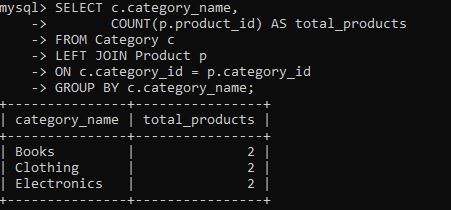 mysql> SELECT c.category_name,
    ->        COUNT(p.product_id) AS total_products
    -> FROM Category c
    -> LEFT JOIN Product p
    -> ON c.category_id = p.category_id
    -> GROUP BY c.category_name;
+---------------+----------------+
| category_name | total_products |
+---------------+----------------+
| Books         |              2 |
| Clothing      |              2 |
| Electronics   |              2 |
+---------------+----------------+